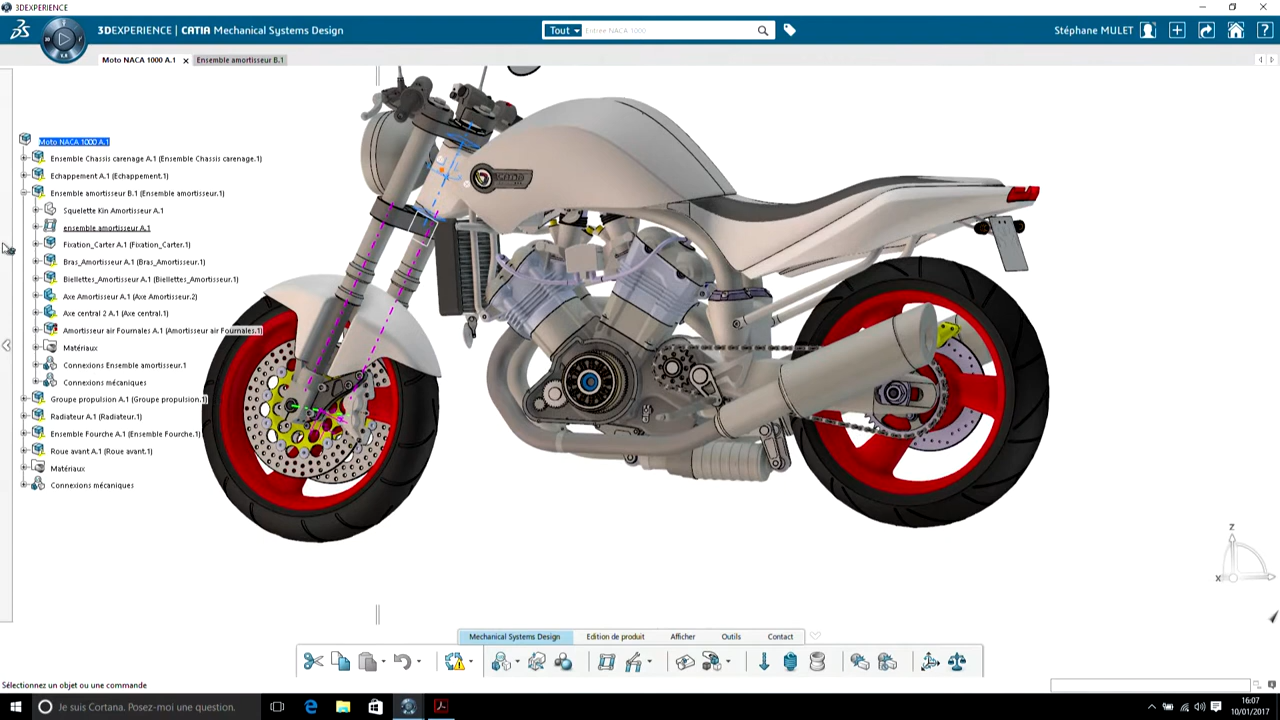 3DEXPERIENCE
3DEXPERIENCE | CATIA Mechanical Systems Design
Tout
Entrée NACA 1000
Stéphane MULET
Moto NACA 1000 A.1
Ensemble amortisseur B.1
Moto NACA 1000 A.1
Ensemble Chassis carenage A.1 (Ensemble Chassis carenage.1)
Echappement A.1 (Echappement.1)
Ensemble amortisseur B.1 (Ensemble amortisseur.1)
Squelette Kin Amortisseur A.1
ensemble amortisseur A.1
Fixation_Carter A.1 (Fixation_Carter.1)
Bras_Amortisseur A.1 (Bras_Amortisseur.1)
Biellettes_Amortisseur A.1 (Biellettes_Amortisseur.1)
Axe Amortisseur A.1 (Axe Amortisseur.2)
Axe central 2 A.1 (Axe central.1)
Amortisseur air Fournales A.1 (Amortisseur air Fournales.1)
Matériaux
Connexions Ensemble amortisseur.1
Connexions mécaniques
Groupe propulsion A.1 (Groupe propulsion.1)
Radiateur A.1 (Radiateur.1)
Ensemble Fourche A.1 (Ensemble Fourche.1)
Roue avant A.1 (Roue avant.1)
Matériaux
Connexions mécaniques
Z
X
Mechanical Systems Design
Edition de produit
Afficher
Outils
Contact
Sélectionnez un objet ou une commande
Je suis Cortana. Posez-moi une question.
16:07
10/01/2017